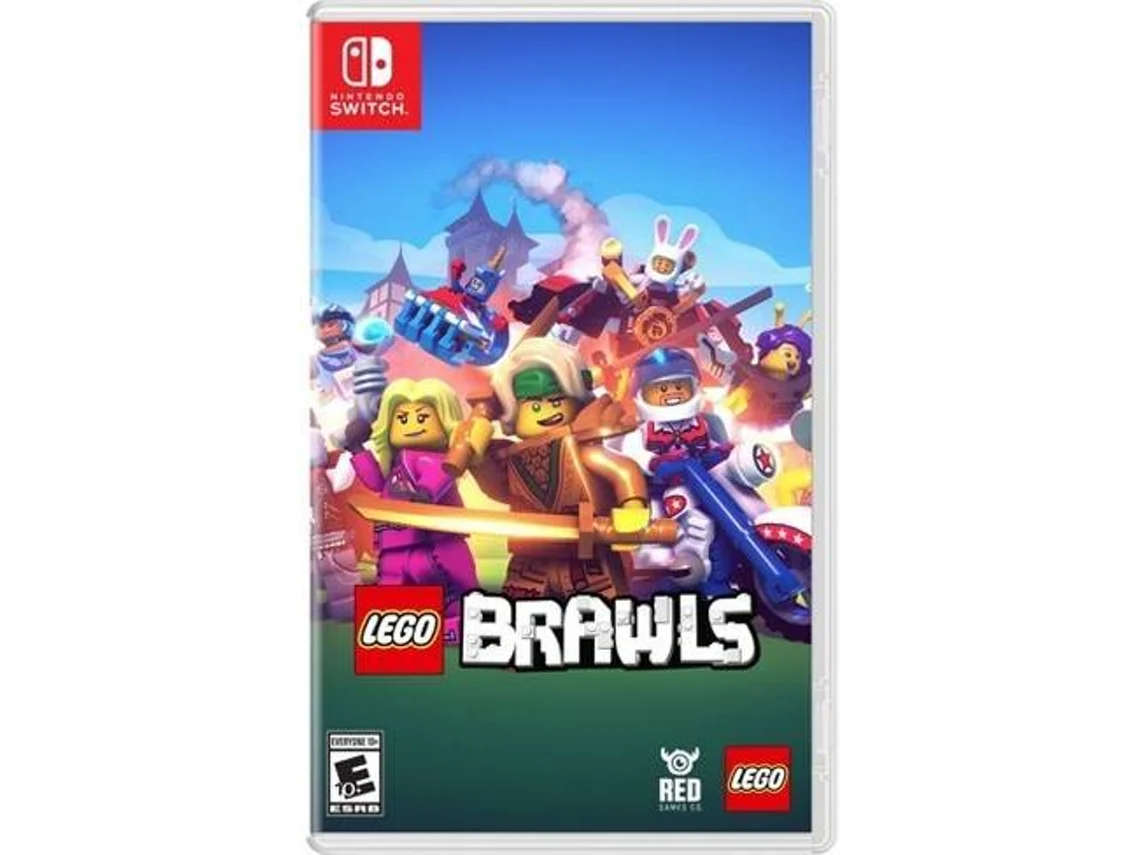 NINTENDO
SWITCH.
LEGO BRAWLS
EVERYONE 10+
E
10+
ESRB
RED
GAMES CO.
LEGO